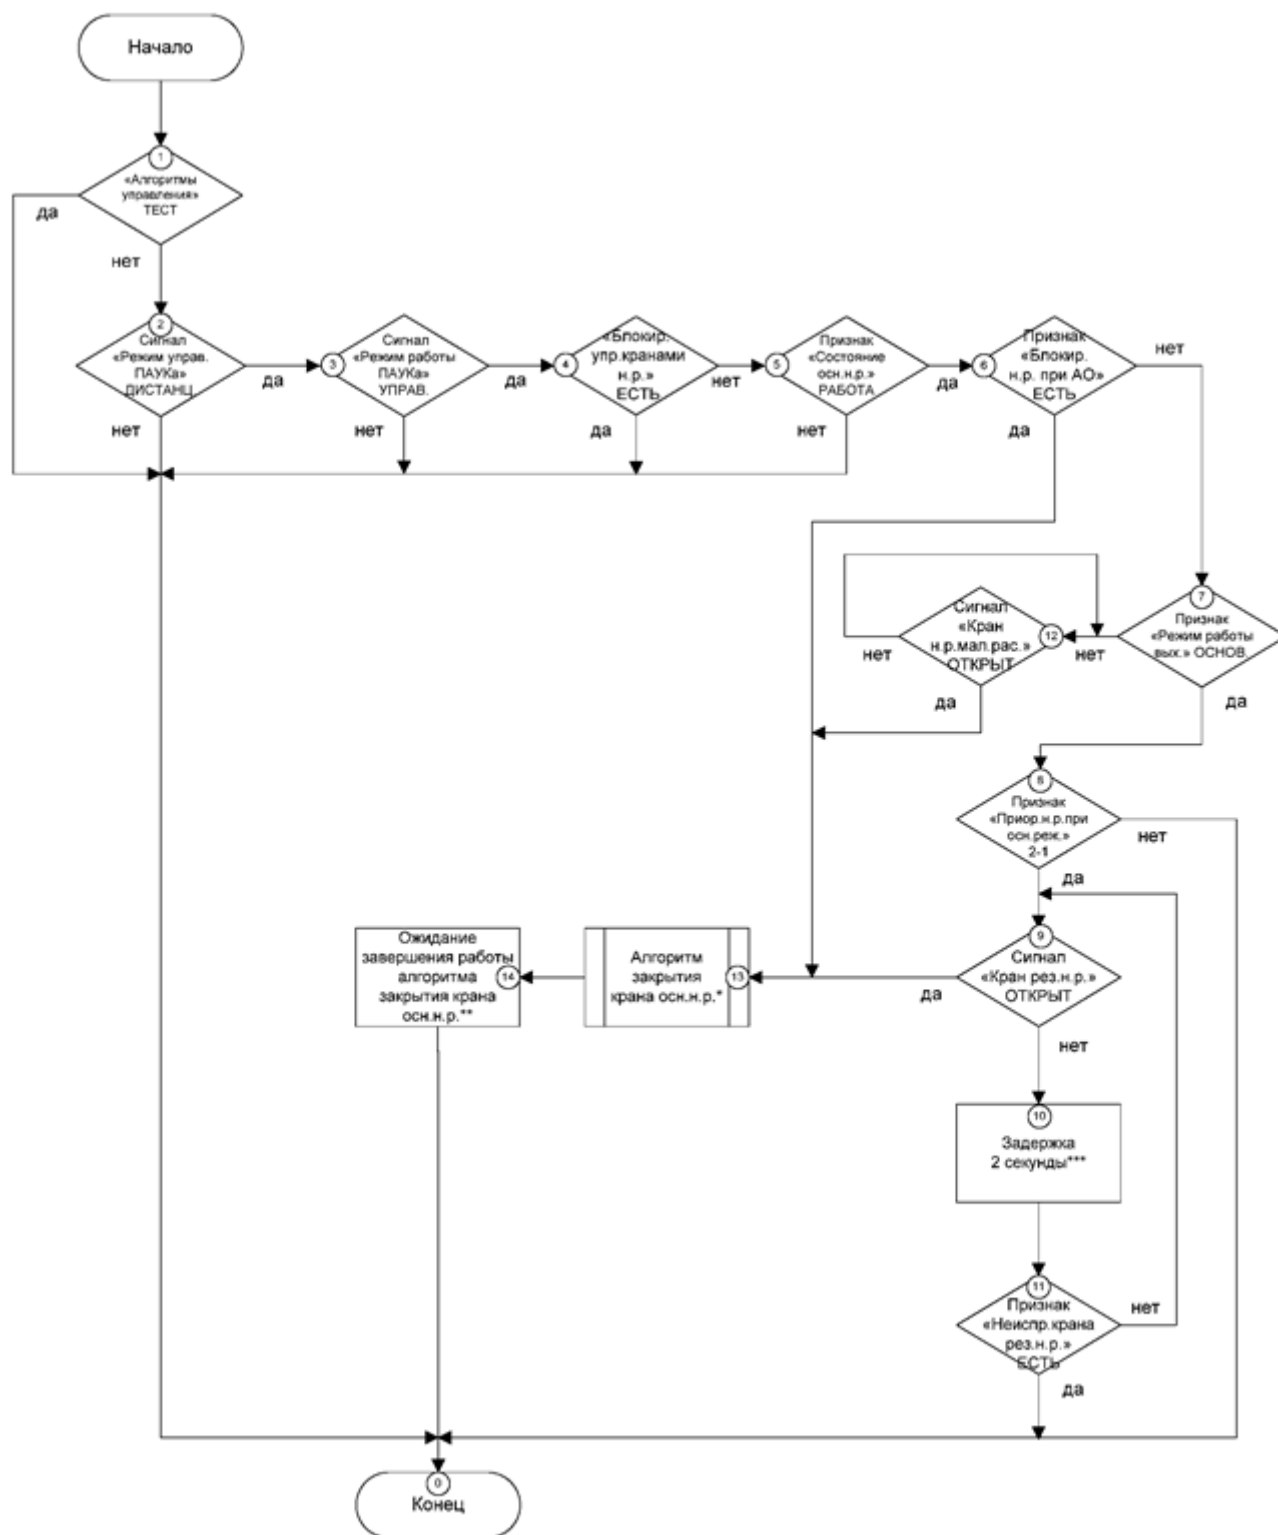 Начало
1
«Алгоритмы
управления»
ТЕСТ
да
нет
2
Сигнал
«Режим управ.
ПАУКа»
ДИСТАНЦ.
да
нет
3
Сигнал
«Режим работы
ПАУКа»
УПРАВ.
да
нет
4
«Блокир.
упр.кранами
н.р.»
ЕСТЬ
нет
да
5
Признак
«Состояние
осн.н.р.»
РАБОТА
да
нет
6
Признак
«Блокир.
н.р. при АО»
ЕСТЬ
нет
да
7
Признак
«Режим работы
вых.» ОСНОВ.
нет
да
12
Сигнал
«Кран
н.р.мал.рас.»
ОТКРЫТ
нет
да
8
Признак
«Приор.н.р.при
осн.реж.»
2-1
нет
да
9
Сигнал
«Кран рез.н.р.»
ОТКРЫТ
да
нет
13
Алгоритм
закрытия
крана осн.н.р.*
14
Ожидание
завершения работы
алгоритма
закрытия крана
осн.н.р.**
10
Задержка
2 секунды***
11
Признак
«Неиспр.крана
рез.н.р.»
ЕСТЬ
нет
да
0
Конец